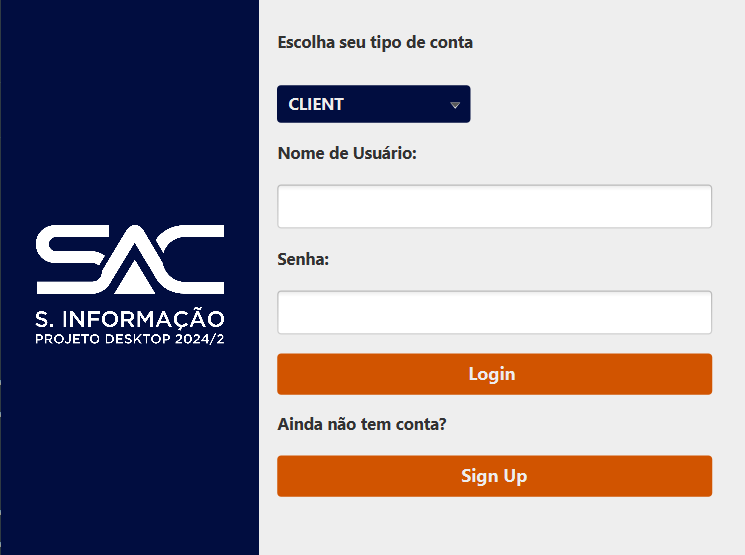 SAC
S. INFORMAÇÃO
PROJETO DESKTOP 2024/2
Escolha seu tipo de conta
CLIENT
Nome de Usuário:
Senha:
Login
Ainda não tem conta?
Sign Up